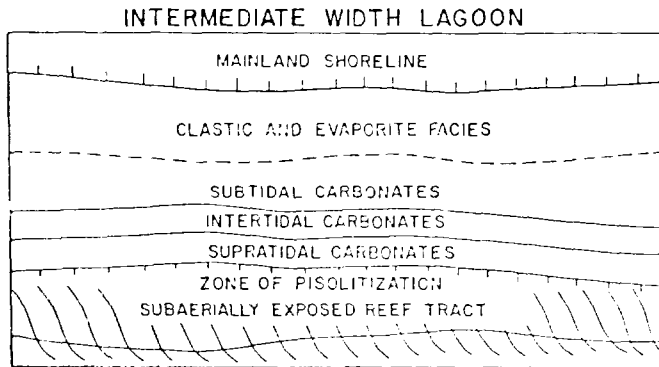 INTERMEDIATE WIDTH LAGOON
MAINLAND SHORELINE
CLASTIC AND EVAPORITE FACIES
SUBTIDAL CARBONATES
INTERTIDAL CARBONATES
SUPRATIDAL CARBONATES
ZONE OF PISOLITIZATION
SUBAERIALLY EXPOSED REEF TRACT